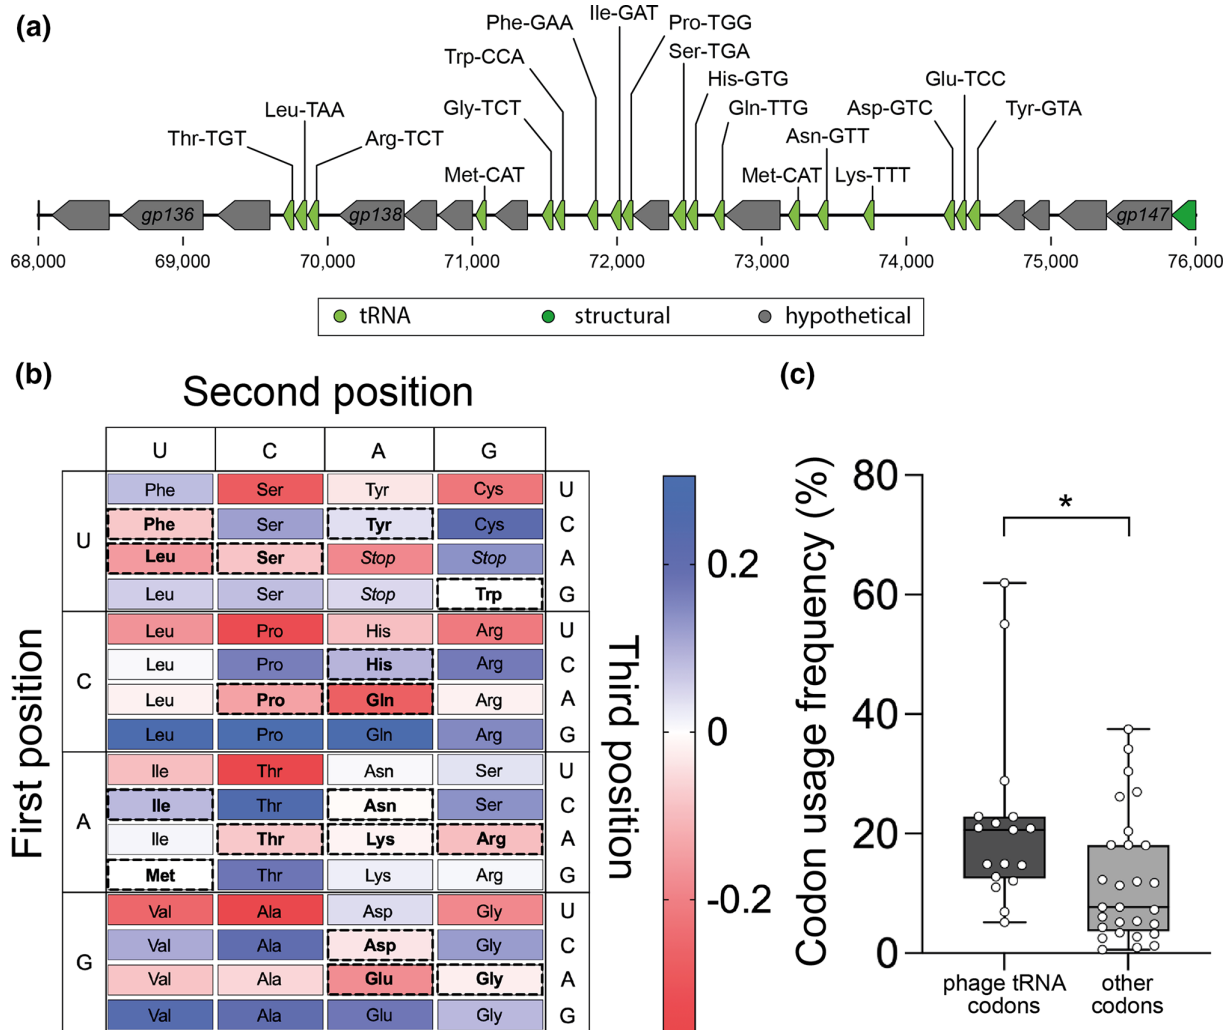 (a)
Ile-GAT
Phe-GAA
Pro-TGG
Trp-CCA
Ser-TGA
His-GTG
Glu-TCC
Leu-TAA
Gly-TCT
Gln-TTG
Asp-GTC
Tyr-GTA
Thr-TGT
Arg-TCT
Asn-GTT
Met-CAT
Met-CAT
Lys-TTT
gp136
gp138
gp147
68,000 69,000 70,000 71,000 72,000 73,000 74,000 75,000 76,000
tRNA structural hypothetical
(b)
Second position
U C A G
First position
Third position
U
Phe Ser Tyr Cys U
Phe Ser Tyr Cys C
Leu Ser Stop Stop A
Leu Ser Stop Trp G
C
Leu Pro His Arg U
Leu Pro His Arg C
Leu Pro Gln Arg A
Leu Pro Gln Arg G
A
Ile Thr Asn Ser U
Ile Thr Asn Ser C
Ile Thr Lys Arg A
Met Thr Lys Arg G
G
Val Ala Asp Gly U
Val Ala Asp Gly C
Val Ala Glu Gly A
Val Ala Glu Gly G
0.2
0
-0.2
(c)
Codon usage frequency (%)
80
60
40
20
0
*
phage tRNA
codons
other
codons